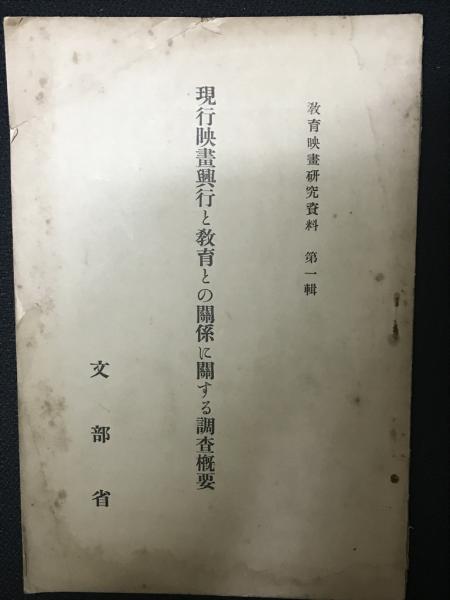 教育映畫研究資料 第一輯
現行映畫興行と教育との關係に關する調査概要
文部省